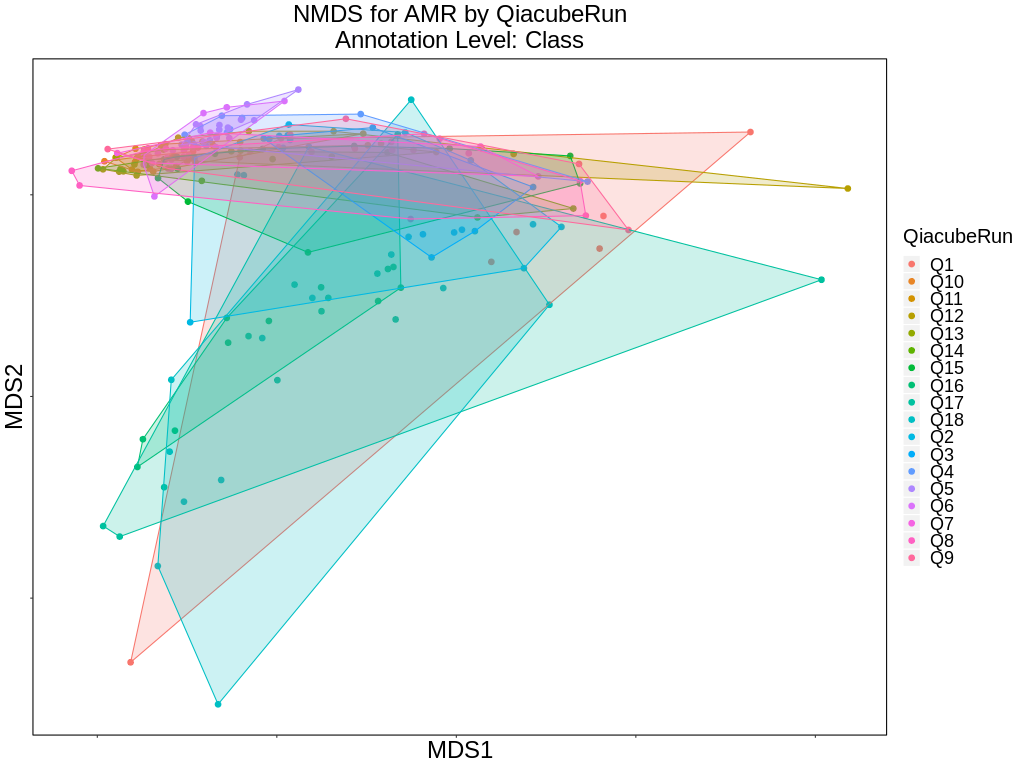 NMDS for AMR by QiacubeRun
Annotation Level: Class
MDS2
MDS1
QiacubeRun
Q1
Q10
Q11
Q12
Q13
Q14
Q15
Q16
Q17
Q18
Q2
Q3
Q4
Q5
Q6
Q7
Q8
Q9